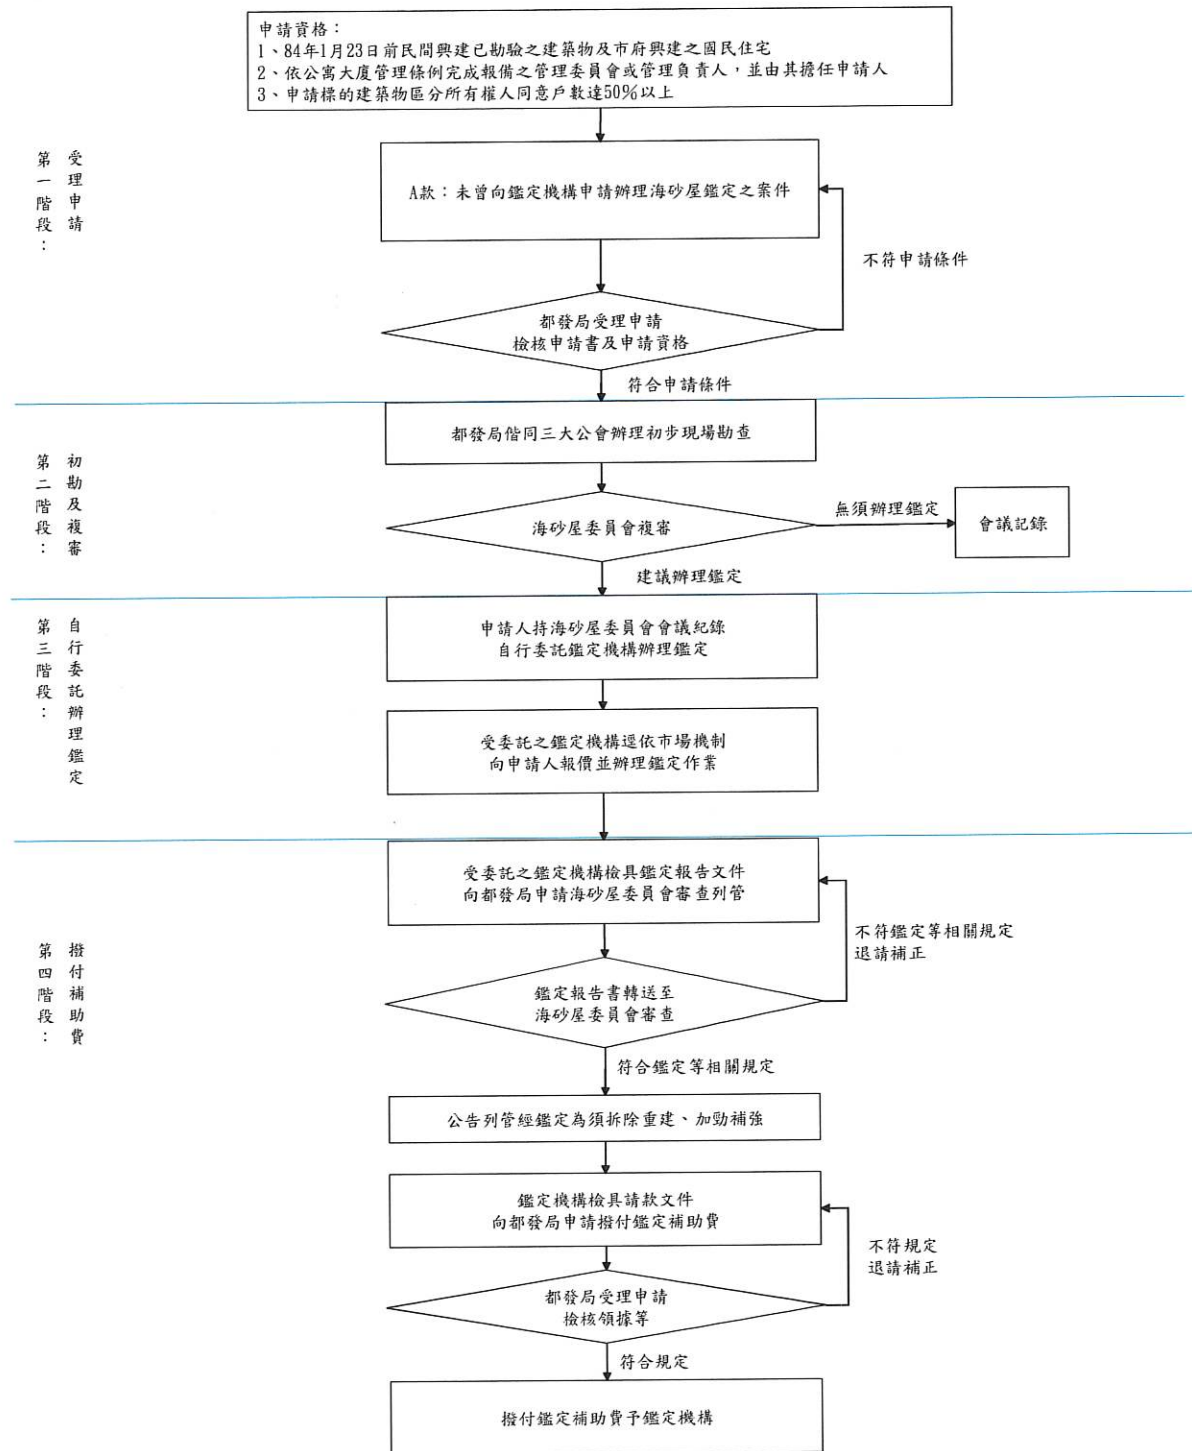 申請資格：
1、84年1月23日前民間興建已勘驗之建築物及市府興建之國民住宅
2、依公寓大廈管理條例完成報備之管理委員會或管理負責人，並由其擔任申請人
3、申請標的建築物區分所有權人同意戶數達50%以上
第一階段：
受理申請
A款：未曾向鑑定機構申請辦理海砂屋鑑定之案件
不符申請條件
都發局受理申請
檢核申請書及申請資格
符合申請條件
第二階段：
初勘及複審
都發局偕同三大公會辦理初步現場勘查
海砂屋委員會複審
無須辦理鑑定
會議記錄
建議辦理鑑定
第三階段：
自行委託辦理鑑定
申請人持海砂屋委員會會議紀錄
自行委託鑑定機構辦理鑑定
受委託之鑑定機構逕依市場機制
向申請人報價並辦理鑑定作業
第四階段：
撥付補助費
受委託之鑑定機構檢具鑑定報告文件
向都發局申請海砂屋委員會審查列管
不符鑑定等相關規定
退請補正
鑑定報告書轉送至
海砂屋委員會審查
符合鑑定等相關規定
公告列管經鑑定為須拆除重建、加勁補強
鑑定機構檢具請款文件
向都發局申請撥付鑑定補助費
不符規定
退請補正
都發局受理申請
檢核領據等
符合規定
撥付鑑定補助費予鑑定機構